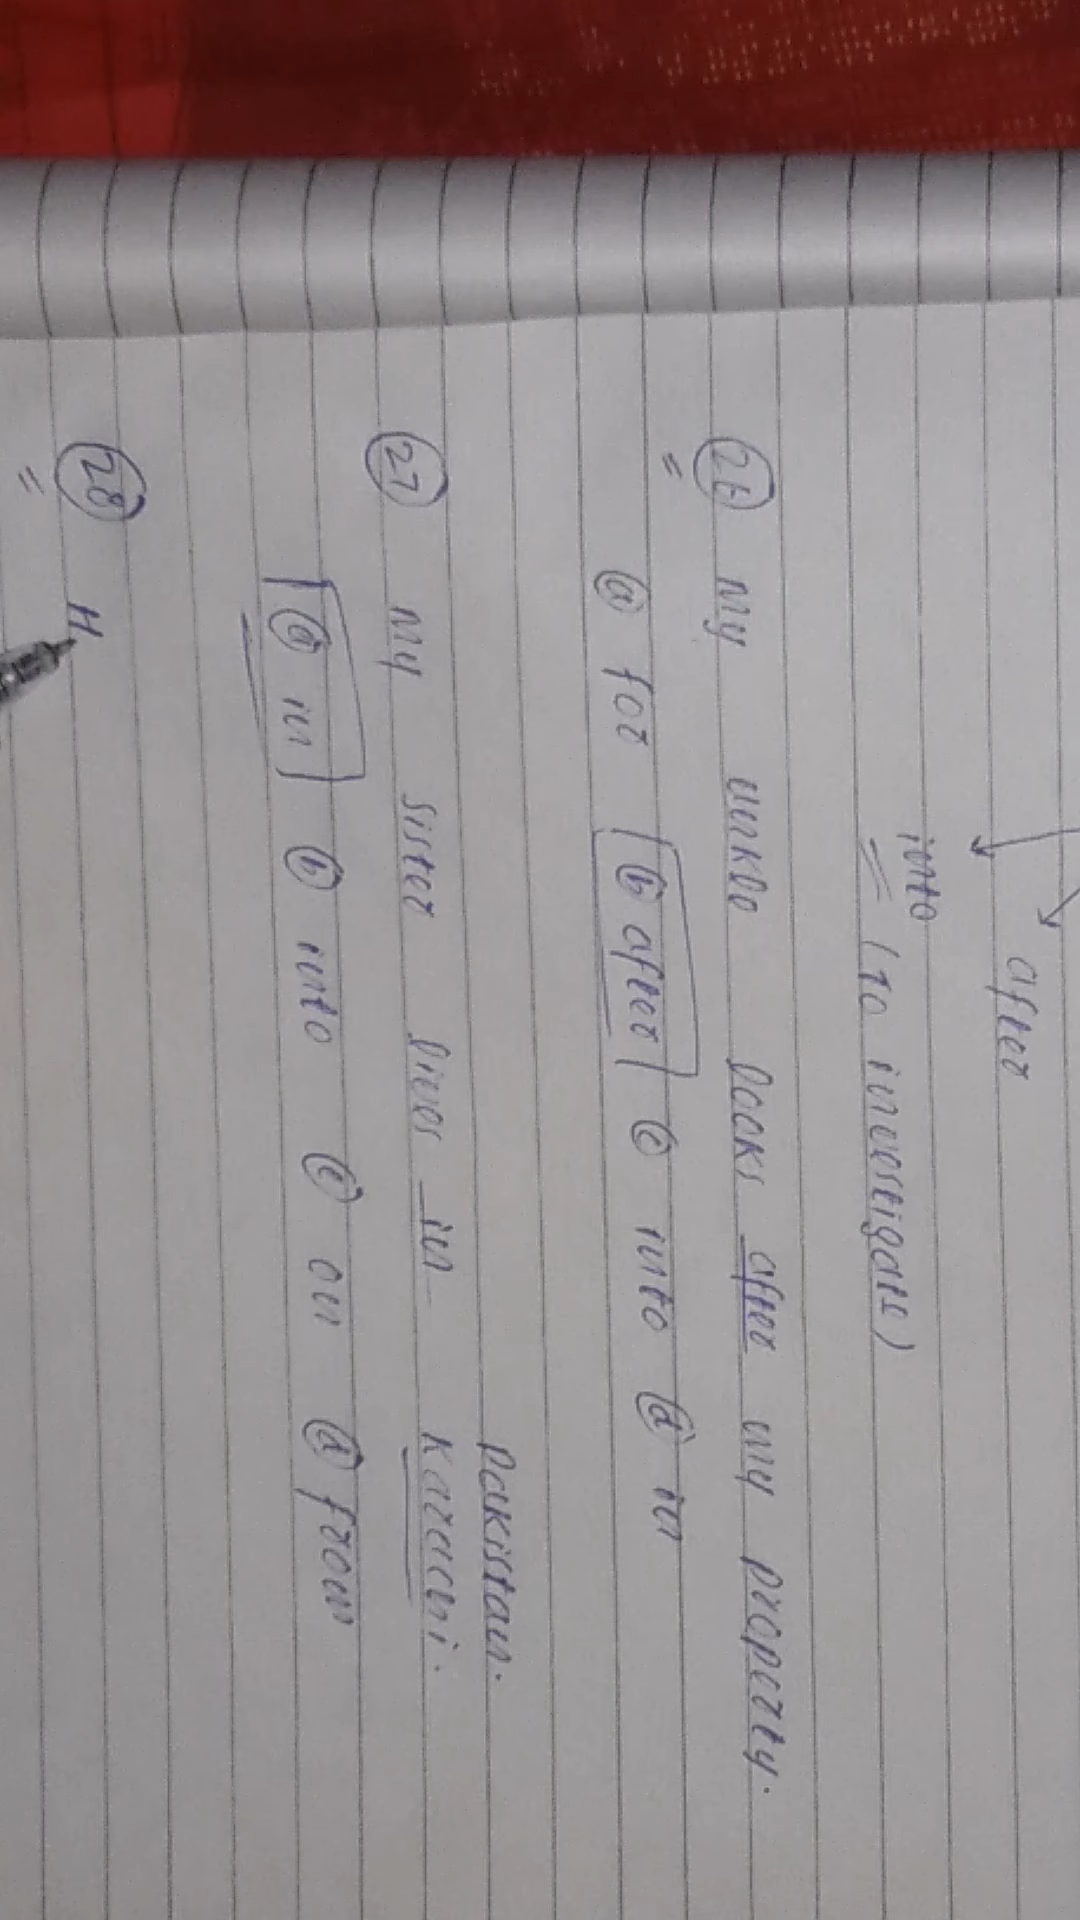 after
into (to investigate)
26 My unkle looks after my property.
a for b after c into d in
Pakistan.
27 My sister lives in Karachi.
a in b into c on d from
28 H